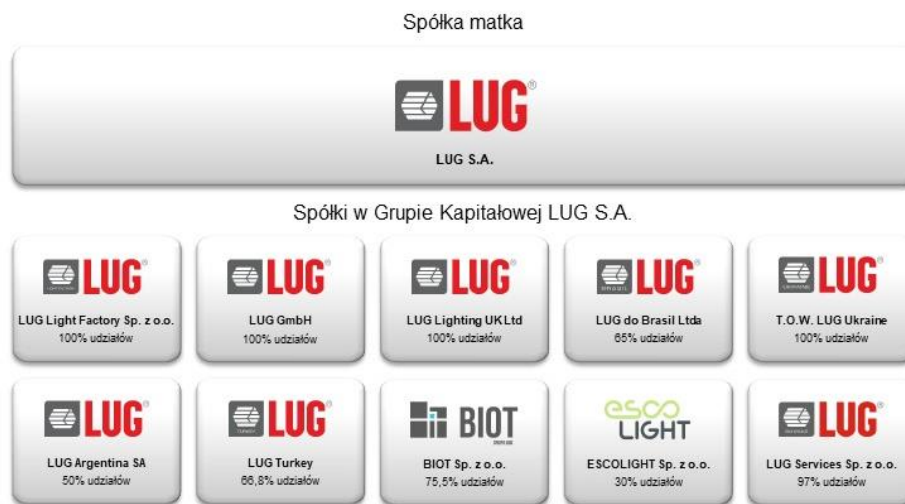 Spółka matka
LUG®
LUG S.A.
Spółki w Grupie Kapitałowej LUG S.A.
LUG® LUG® LUG® LUG® LUG®
LUG Light Factory Sp. z o.o. LUG GmbH LUG Lighting UK Ltd LUG do Brasil Ltda T.O.W. LUG Ukraine
100% udziałów 100% udziałów 100% udziałów 65% udziałów 100% udziałów
LUG® LUG® BIOT esco LIGHT LUG®
LUG Argentina SA LUG Turkey BIOT Sp. z o.o. ESCOLIGHT Sp. z o.o. LUG Services Sp. z o.o.
50% udziałów 66,8% udziałów 75,5% udziałów 30% udziałów 97% udziałów